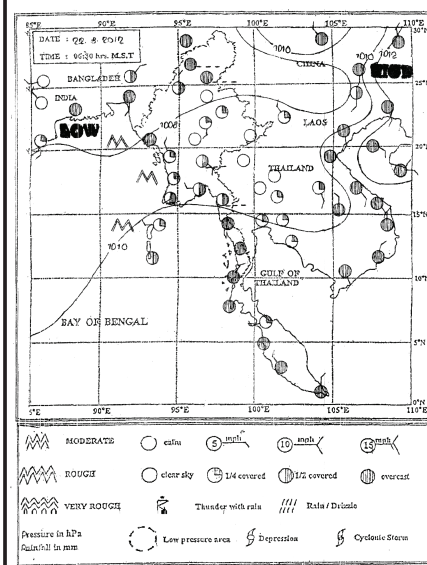 85°E 90°E 95°E 100°E 105°E 110°E
DATE : 22. 8. 2012
TIME : 06:30 hrs. M.S.T
30°N
1010
CHINA
1010 1012
HIGH
BANGLADESH
25°N
INDIA
LOW
1008
LAOS
20°N
THAILAND
15°N
1010
GULF OF
THAILAND
10°N
BAY OF BENGAL
5°N
0°N
5°E 90°E 95°E 100°E 105°E 110°E
MODERATE calm 5 mph 10 mph 15 mph
ROUGH clear sky 1/4 covered 1/2 covered overcast
VERY ROUGH Thunder with rain Rain / Drizzle
Pressure in hPa
Rainfall in mm
Low pressure area Depression Cyclonic Storm